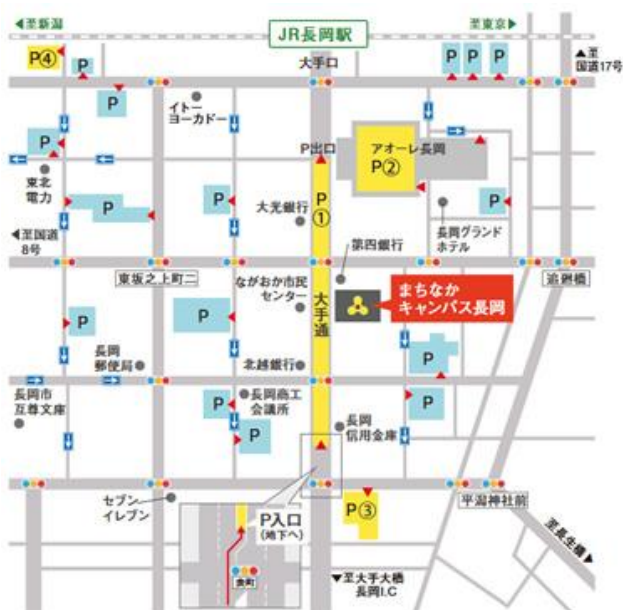 ◀至新潟
JR長岡駅
至東京▶
P④
P
大手口
P
P
P
▲至
国道17号
P
イトー
ヨーカドー
P出口
アオーレ長岡
P②
P
東北
電力
P
P
P
①
大光銀行
P
長岡グランド
ホテル
◀至国道
8号
第四銀行
東坂之上町二
ながおか市民
センター
大手通
まちなか
キャンパス長岡
追廻橋
P
P
長岡
郵便局
北越銀行
P
長岡市
互尊文庫
P
長岡商工
会議所
P
長岡
信用金庫
P
セブン
イレブン
P入口
(地下へ)
P③
平潟神社前
表町
▼至大手大橋
長岡I.C
至長生橋▶